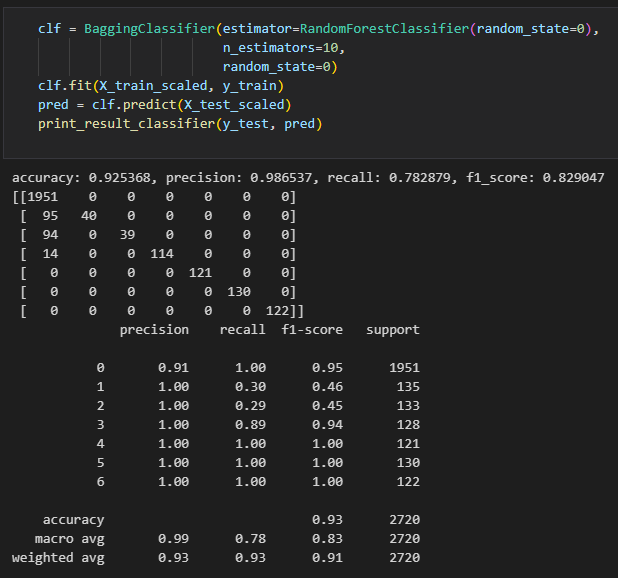 clf = BaggingClassifier(estimator=RandomForestClassifier(random_state=0),
                        n_estimators=10,
                        random_state=0)
clf.fit(X_train_scaled, y_train)
pred = clf.predict(X_test_scaled)
print_result_classifier(y_test, pred)
accuracy: 0.925368, precision: 0.986537, recall: 0.782879, f1_score: 0.829047
[[1951    0    0    0    0    0    0]
 [  95   40    0    0    0    0    0]
 [  94    0   39    0    0    0    0]
 [  14    0    0  114    0    0    0]
 [   0    0    0    0  121    0    0]
 [   0    0    0    0    0  130    0]
 [   0    0    0    0    0    0  122]]
              precision    recall  f1-score   support
           0       0.91      1.00      0.95      1951
           1       1.00      0.30      0.46       135
           2       1.00      0.29      0.45       133
           3       1.00      0.89      0.94       128
           4       1.00      1.00      1.00       121
           5       1.00      1.00      1.00       130
           6       1.00      1.00      1.00       122
    accuracy                           0.93      2720
   macro avg       0.99      0.78      0.83      2720
weighted avg       0.93      0.93      0.91      2720